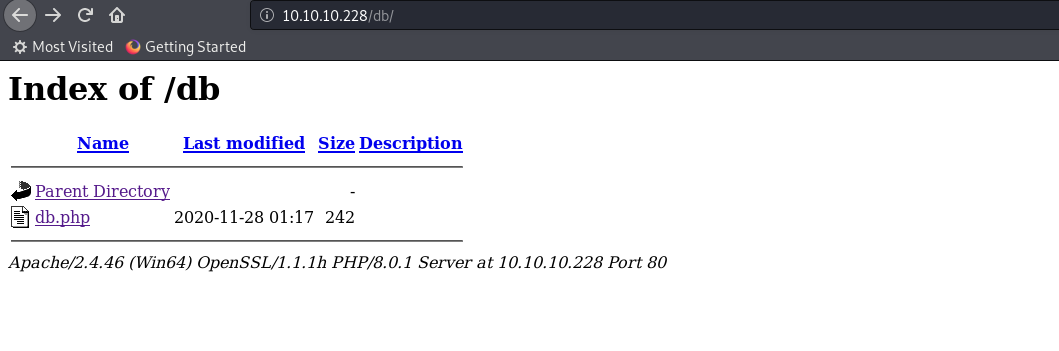 10.10.10.228/db/
Most Visited Getting Started
Index of /db
Name Last modified Size Description
Parent Directory -
db.php 2020-11-28 01:17 242
Apache/2.4.46 (Win64) OpenSSL/1.1.1h PHP/8.0.1 Server at 10.10.10.228 Port 80